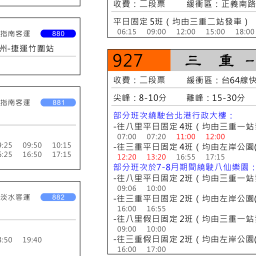 指南客運 880
州-捷運竹圍站
指南客運 881
9:25 09:50 10:15
6:25 16:50 17:15
淡水客運 882
8:50 19:40
收費：二段票 緩衝區：正義南路
平日固定5班（均由三重二站發車）
06:15 09:00 12:00 15:00 18:00
927 三重－
收費：二段票 緩衝區：台64線快
尖峰：8-10分 離峰：15-30分
部分班次繞駛台北港行政大樓：
-往八里平日固定4班（均由三重一站
07:00 07:20 11:00 12:00
-往三重平日固定4班（均由左岸公園(
12:20 13:20 16:55 17:15
部分班次於7-8月期間繞駛八仙樂園：
-往八里平日固定2班（均由三重一站
09:06 10:00
-往三重平日固定2班（均由左岸公園(
16:00 16:55
-往八里假日固定2班（均由三重一站
09:00 10:00
-往三重假日固定2班（均由左岸公園(
16:00 17:00